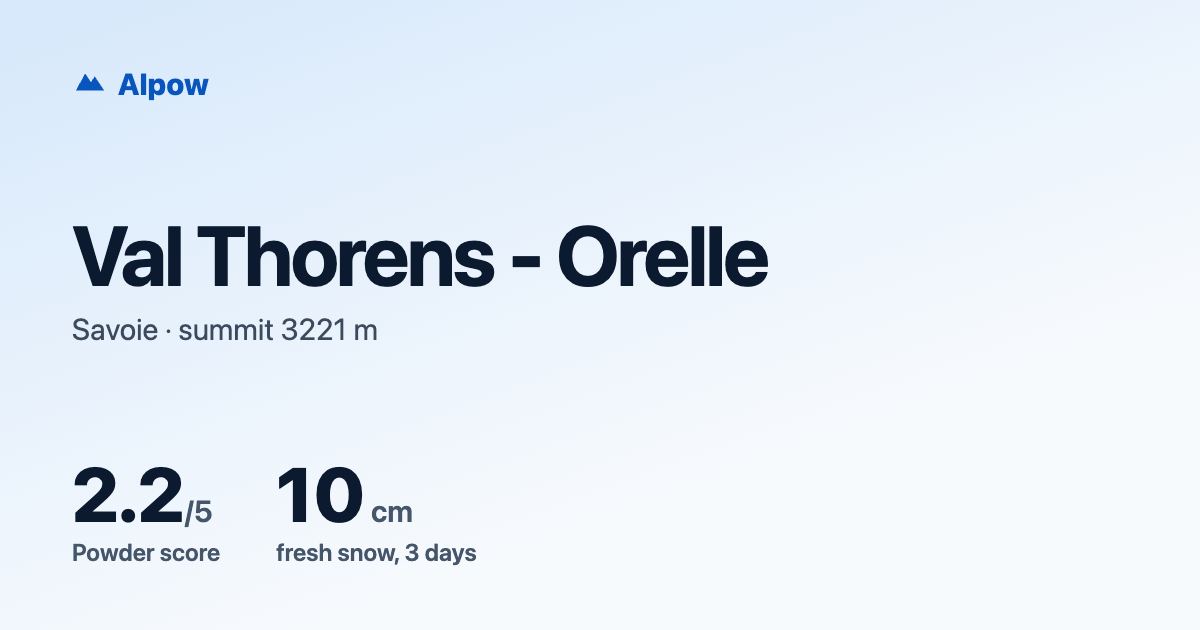 Alpow
Val Thorens - Orelle
Savoie · summit 3221 m
2.2/5
Powder score
10 cm
fresh snow, 3 days